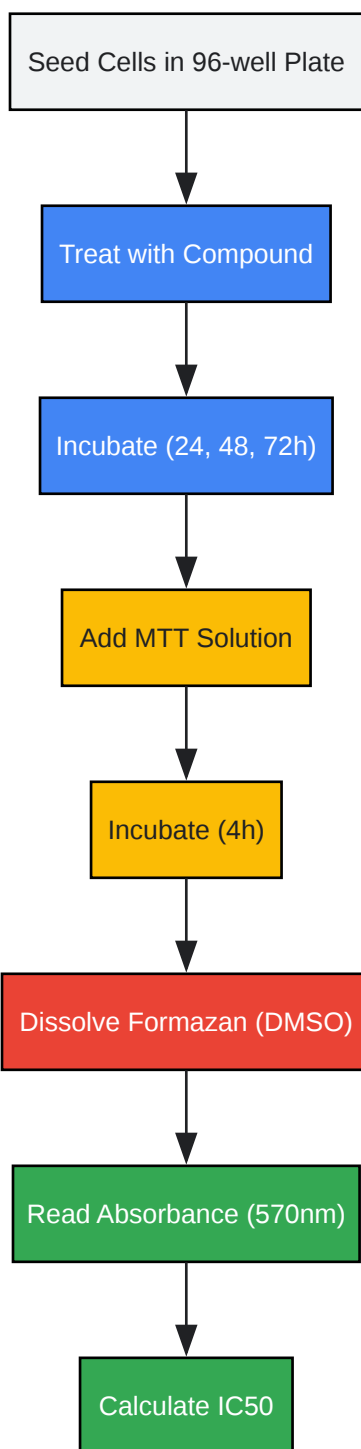 Seed Cells in 96-well Plate
Treat with Compound
Incubate (24, 48, 72h)
Add MTT Solution
Incubate (4h)
Dissolve Formazan (DMSO)
Read Absorbance (570nm)
Calculate IC50